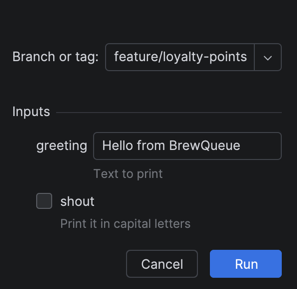 Branch or tag: feature/loyalty-points
Inputs
greeting Hello from BrewQueue
Text to print
shout
Print it in capital letters
Cancel Run